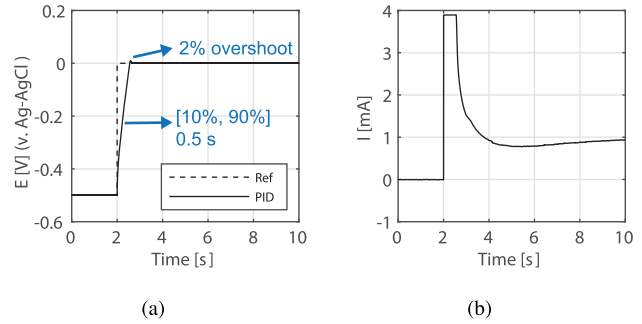 0.2
0
-0.2
-0.4
-0.6
E [V] (v. Ag-AgCl)
2% overshoot
[10%, 90%]
0.5 s
Ref
PID
0 2 4 6 8 10
Time [s]
(a)
4
3
2
1
0
-1
I [mA]
0 2 4 6 8 10
Time [s]
(b)